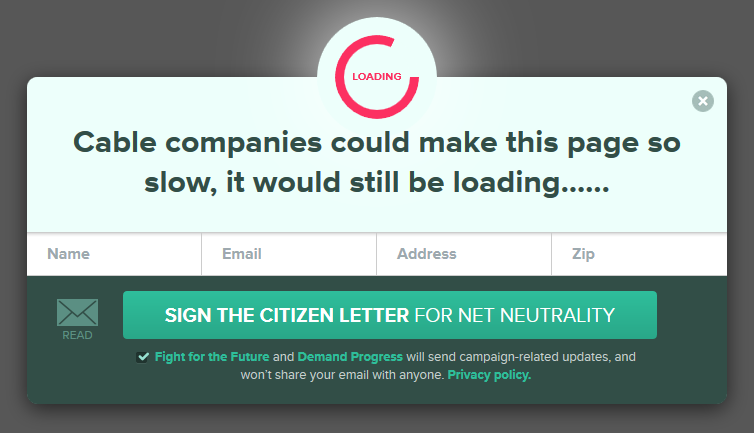 LOADING
Cable companies could make this page so
slow, it would still be loading......
Name
Email
Address
Zip
SIGN THE CITIZEN LETTER FOR NET NEUTRALITY
READ
Fight for the Future and Demand Progress will send campaign-related updates, and
won't share your email with anyone. Privacy policy.